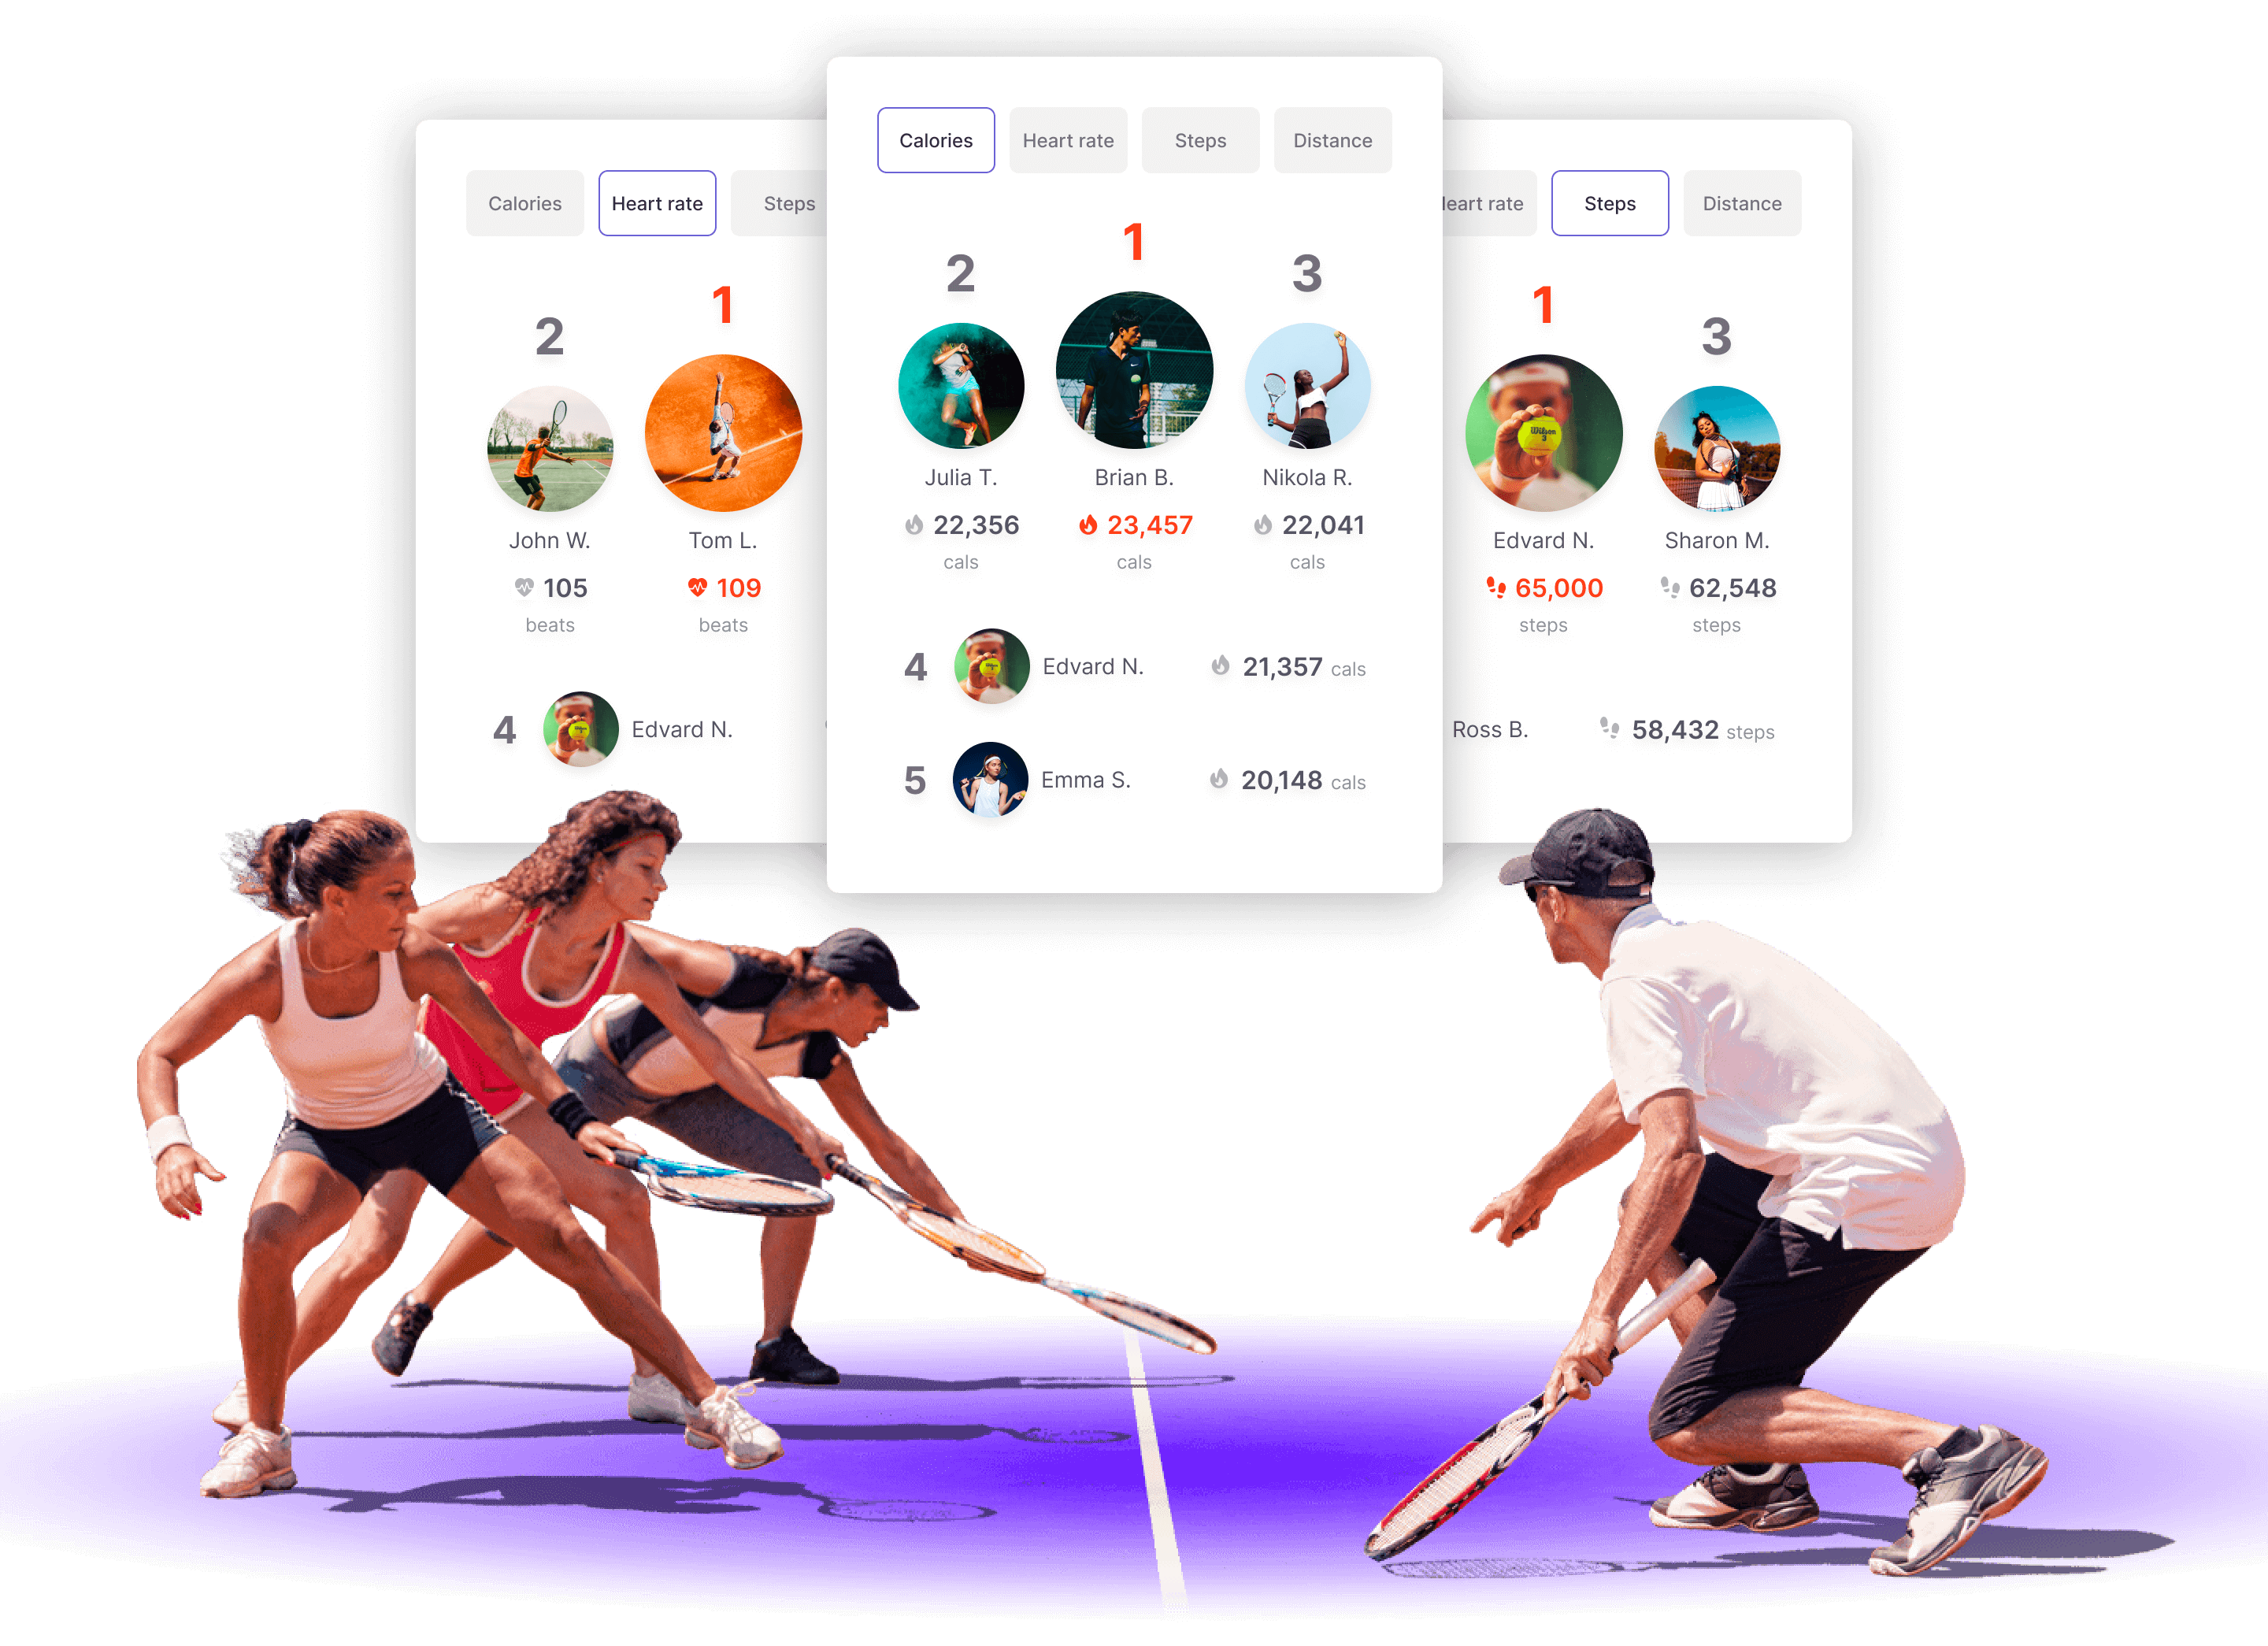 Calories Heart rate Steps
2
1
John W.
105
beats
Tom L.
109
beats
4 Edvard N.
Calories Heart rate Steps Distance
2
1
3
Julia T.
22,356
cals
Brian B.
23,457
cals
Nikola R.
22,041
cals
4 Edvard N. 21,357 cals
5 Emma S. 20,148 cals
eart rate Steps Distance
1
3
Edvard N.
65,000
steps
Sharon M.
62,548
steps
Ross B. 58,432 steps
Wilson
3